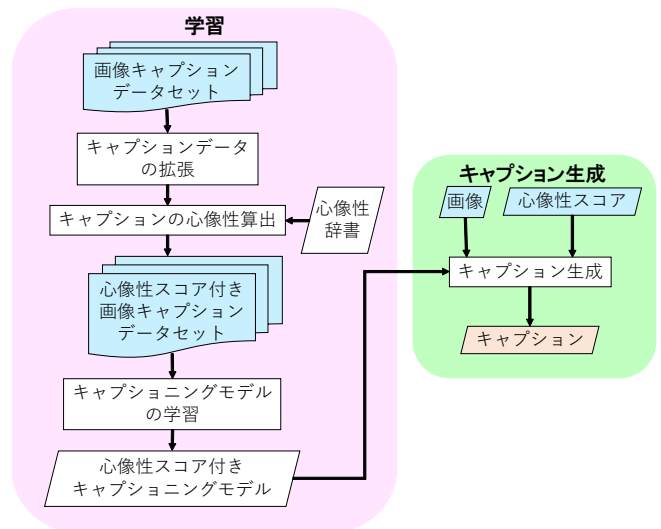 学習
画像キャプション
データセット
キャプションデータ
の拡張
キャプションの心像性算出
心像性
辞書
心像性スコア付き
画像キャプション
データセット
キャプショニングモデル
の学習
心像性スコア付き
キャプショニングモデル
キャプション生成
画像
心像性スコア
キャプション生成
キャプション